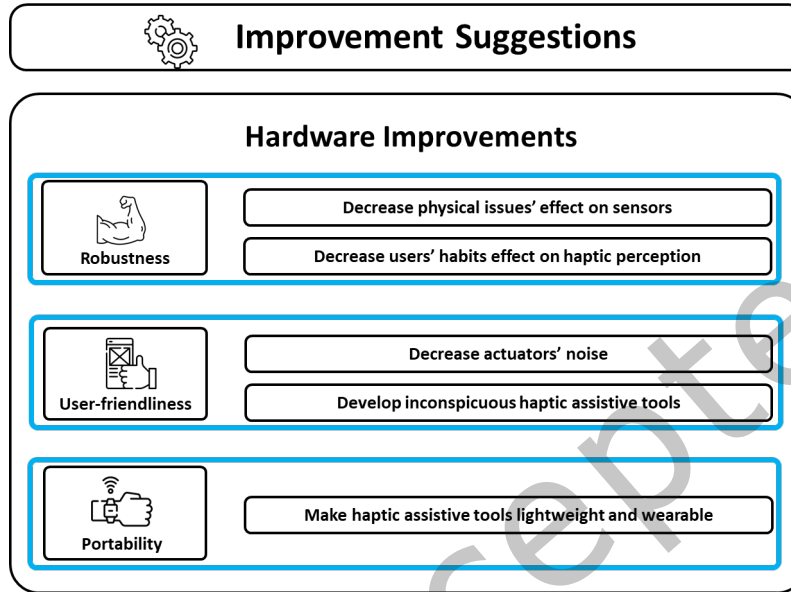 Improvement Suggestions
Hardware Improvements
Robustness
Decrease physical issues' effect on sensors
Decrease users' habits effect on haptic perception
User-friendliness
Decrease actuators' noise
Develop inconspicuous haptic assistive tools
Portability
Make haptic assistive tools lightweight and wearable